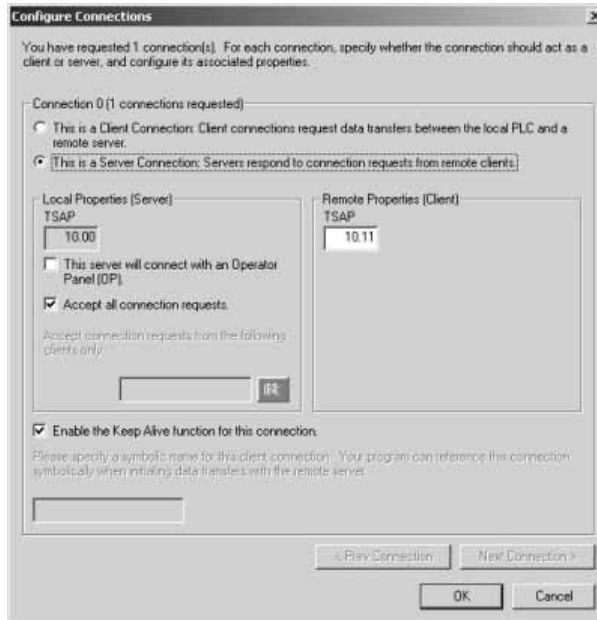 Configure Connections
You have requested 1 connection(s). For each connection, specify whether the connection should act as a
client or server, and configure its associated properties.
Connection 0 (1 connections requested)
This is a Client Connection: Client connections request data transfers between the local PLC and a
remote server.
This is a Server Connection: Servers respond to connection requests from remote clients.
Local Properties (Server)
TSAP
10.00
This server will connect with an Operator
Panel (OP).
Accept all connection requests.
Accept connection requests from the following
clients only:
Remote Properties (Client)
TSAP
10.11
Enable the Keep Alive function for this connection.
Please specify a symbolic name for this client connection. Your program can reference this connection
symbolically when initiating data transfers with the remote server.
< Prev Connection
Next Connection >
OK
Cancel